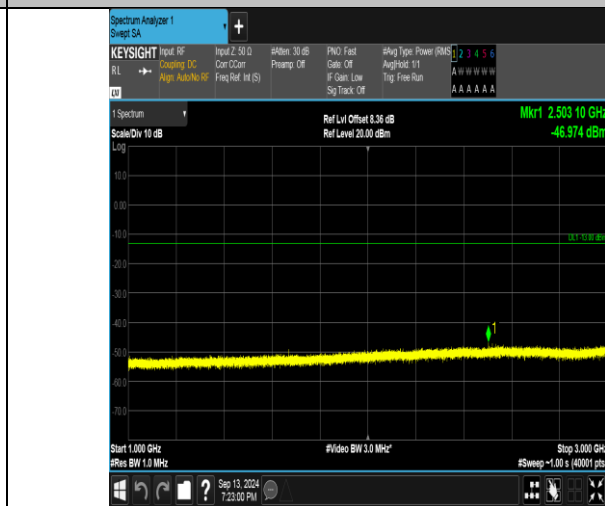 Spectrum Analyzer 1
Swept SA
+
KEYSIGHT Input: RF Input Z: 50 Ω #Atten: 30 dB PNO: Fast #Avg Type: Power (RMS 1 2 3 4 5 6
RL Coupling: DC Corr CCorr Preamp: Off Gate: Off Avg|Hold: 1/1 A W W W W W
Align: Auto/No RF Freq Ref: Int (S) IF Gain: Low Trig: Free Run
LXI Sig Track: Off A A A A A A
1 Spectrum Ref Lvl Offset 8.36 dB Mkr1 2.503 10 GHz
Scale/Div 10 dB Ref Level 20.00 dBm -46.974 dBm
Log
10.0
0.00
-10.0
DL1 -13.00 dBm
-20.0
-30.0
-40.0
1
-50.0
-60.0
-70.0
Start 1.000 GHz #Video BW 3.0 MHz* Stop 3.000 GHz
#Res BW 1.0 MHz #Sweep ~1.00 s (40001 pts
? Sep 13, 2024
7:23:00 PM